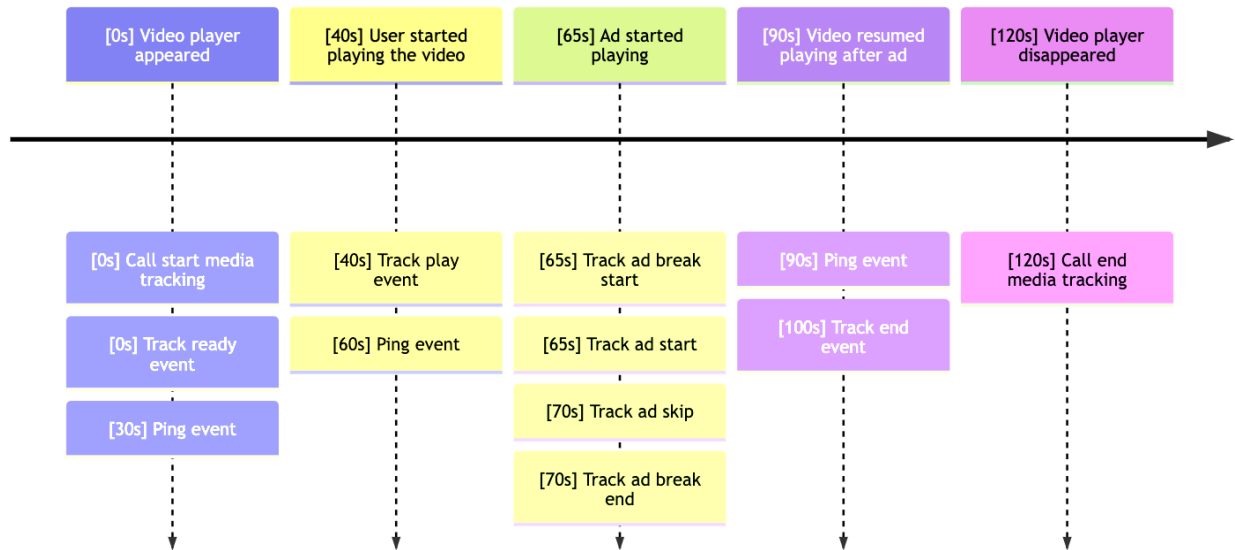 [0s] Video player
appeared
[40s] User started
playing the video
[65s] Ad started
playing
[90s] Video resumed
playing after ad
[120s] Video player
disappeared
[0s] Call start media
tracking
[0s] Track ready
event
[30s] Ping event
[40s] Track play
event
[60s] Ping event
[65s] Track ad break
start
[65s] Track ad start
[70s] Track ad skip
[70s] Track ad break
end
[90s] Ping event
[100s] Track end
event
[120s] Call end
media tracking